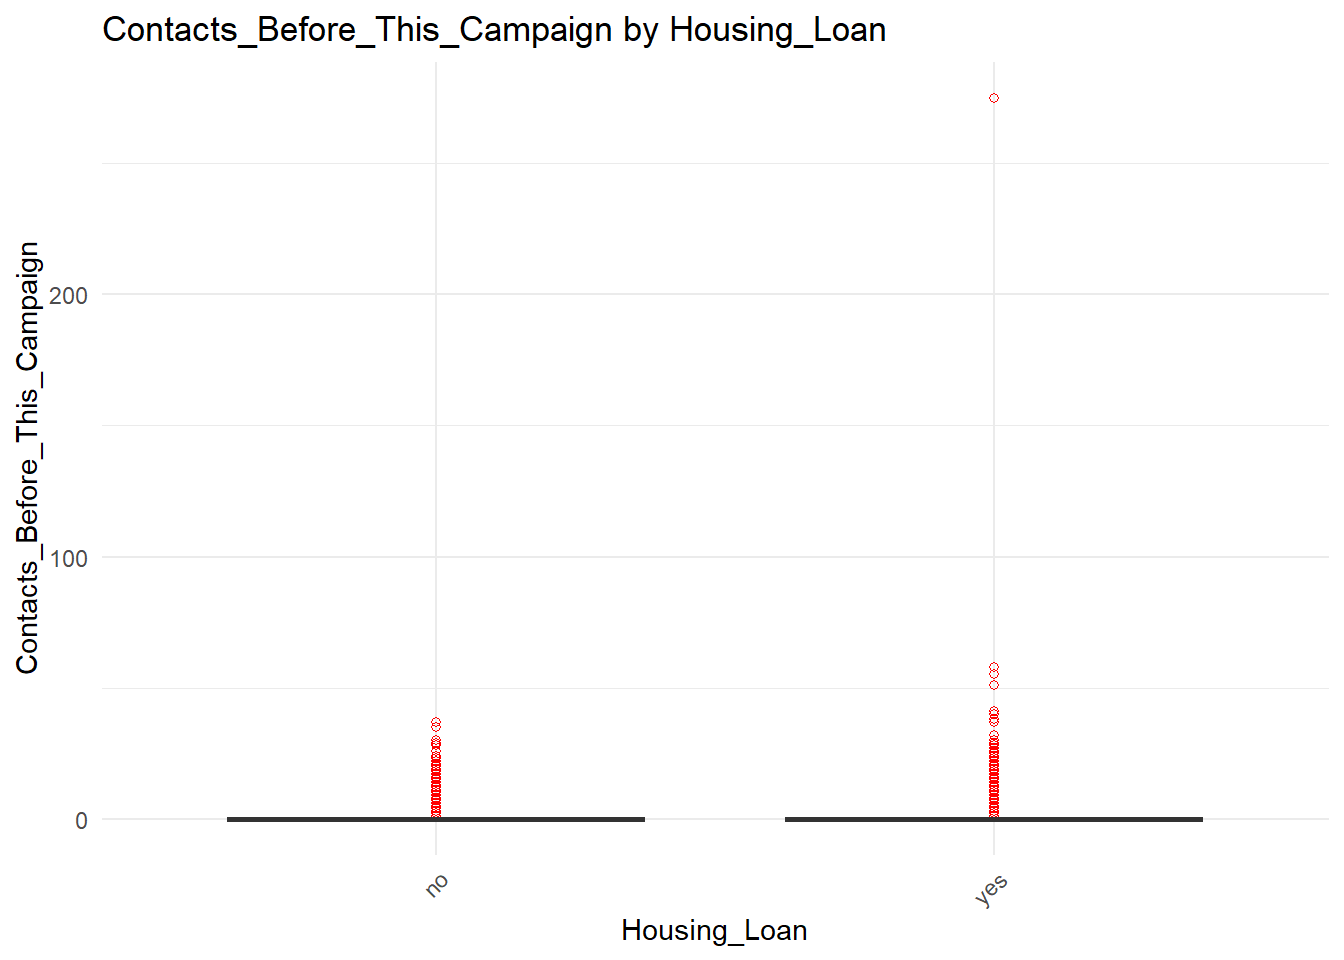 Contacts_Before_This_Campaign by Housing_Loan
Contacts_Before_This_Campaign
200
100
0
no
yes
Housing_Loan